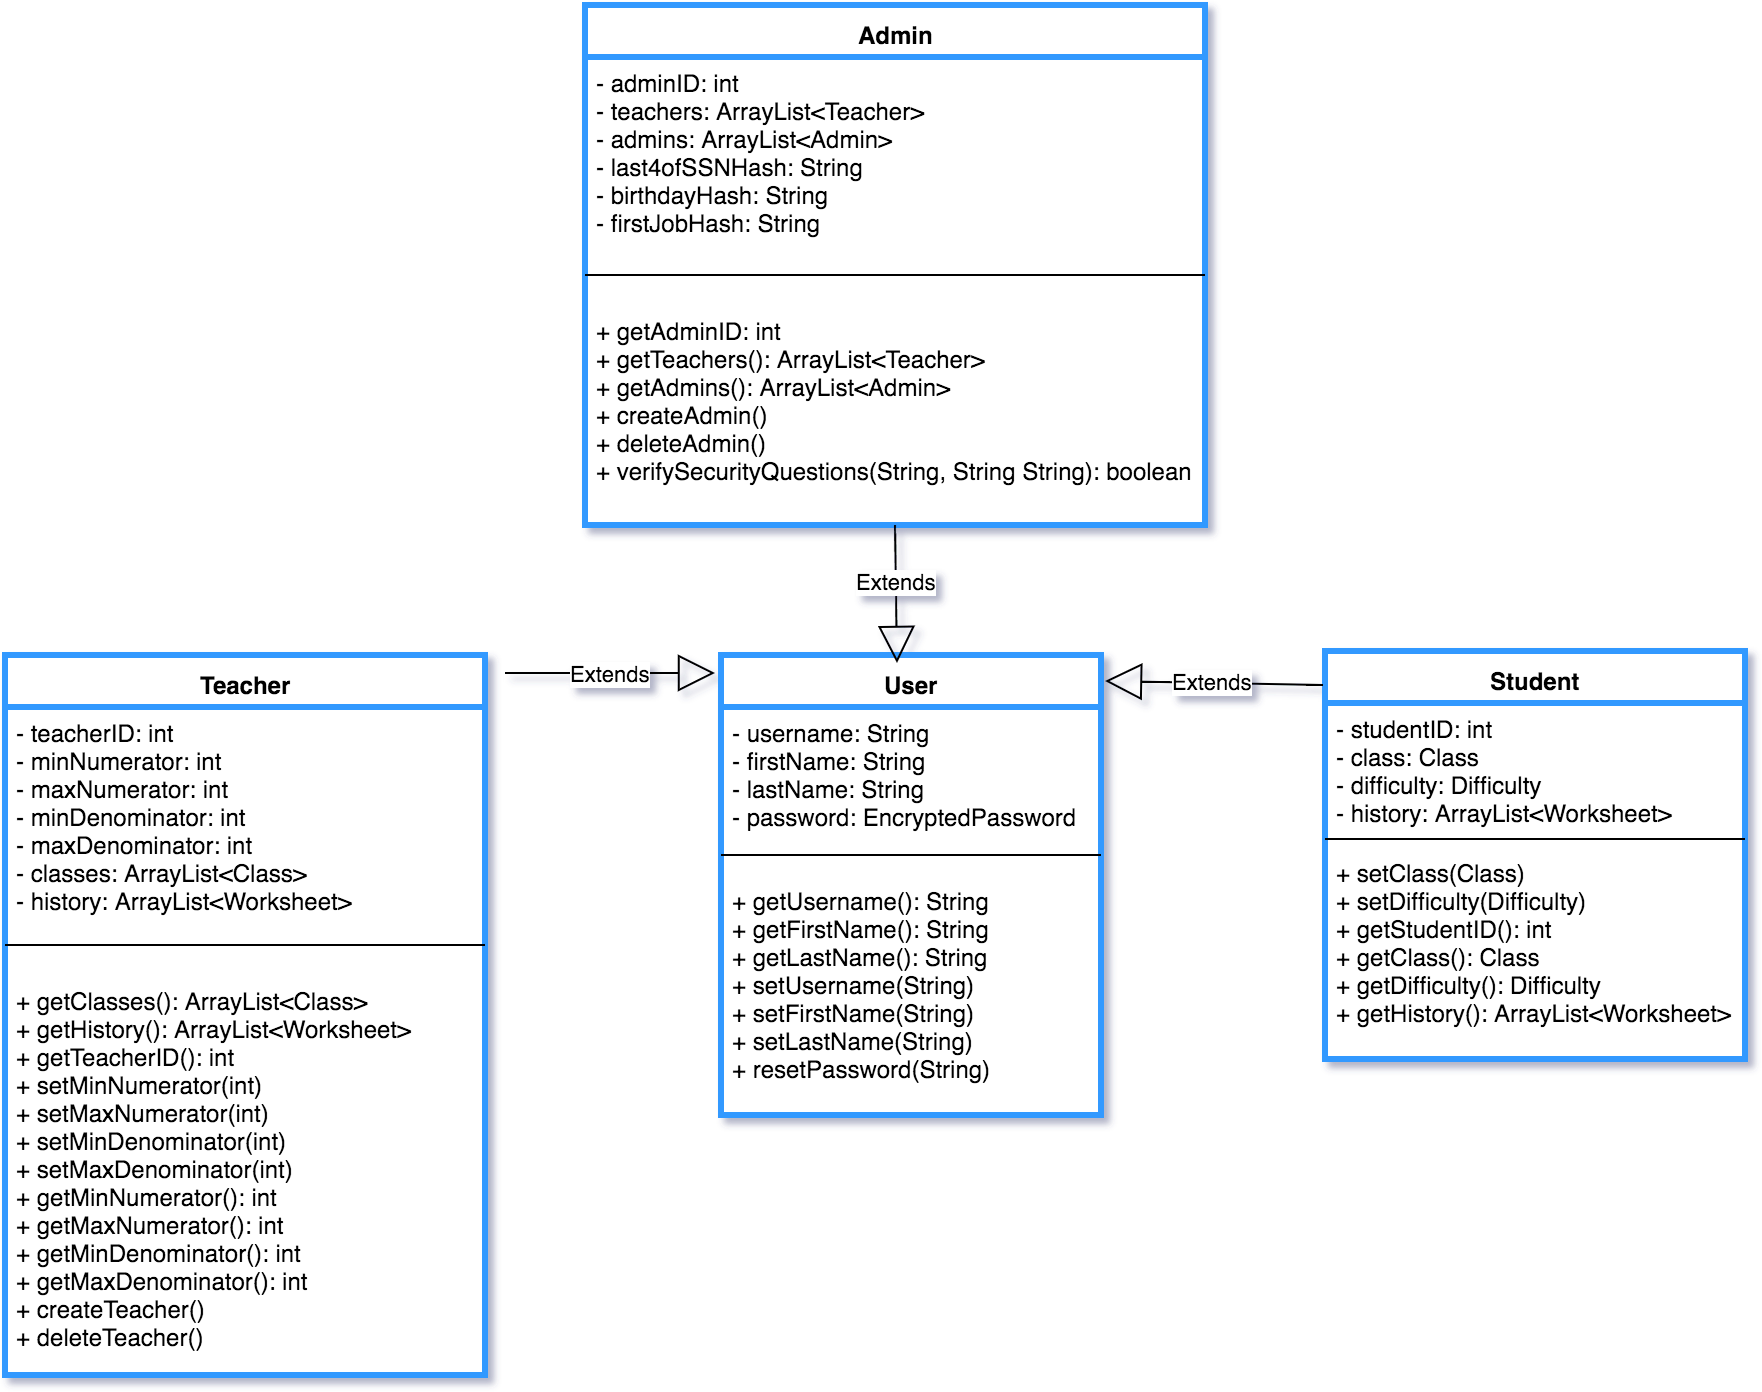 Admin
- adminID: int
- teachers: ArrayList<Teacher>
- admins: ArrayList<Admin>
- last4ofSSNHash: String
- birthdayHash: String
- firstJobHash: String
+ getAdminID: int
+ getTeachers(): ArrayList<Teacher>
+ getAdmins(): ArrayList<Admin>
+ createAdmin()
+ deleteAdmin()
+ verifySecurityQuestions(String, String String): boolean
Extends
Teacher
- teacherID: int
- minNumerator: int
- maxNumerator: int
- minDenominator: int
- maxDenominator: int
- classes: ArrayList<Class>
- history: ArrayList<Worksheet>
+ getClasses(): ArrayList<Class>
+ getHistory(): ArrayList<Worksheet>
+ getTeacherID(): int
+ setMinNumerator(int)
+ setMaxNumerator(int)
+ setMinDenominator(int)
+ setMaxDenominator(int)
+ getMinNumerator(): int
+ getMaxNumerator(): int
+ getMinDenominator(): int
+ getMaxDenominator(): int
+ createTeacher()
+ deleteTeacher()
Extends
User
- username: String
- firstName: String
- lastName: String
- password: EncryptedPassword
+ getUsername(): String
+ getFirstName(): String
+ getLastName(): String
+ setUsername(String)
+ setFirstName(String)
+ setLastName(String)
+ resetPassword(String)
Extends
Student
- studentID: int
- class: Class
- difficulty: Difficulty
- history: ArrayList<Worksheet>
+ setClass(Class)
+ setDifficulty(Difficulty)
+ getStudentID(): int
+ getClass(): Class
+ getDifficulty(): Difficulty
+ getHistory(): ArrayList<Worksheet>